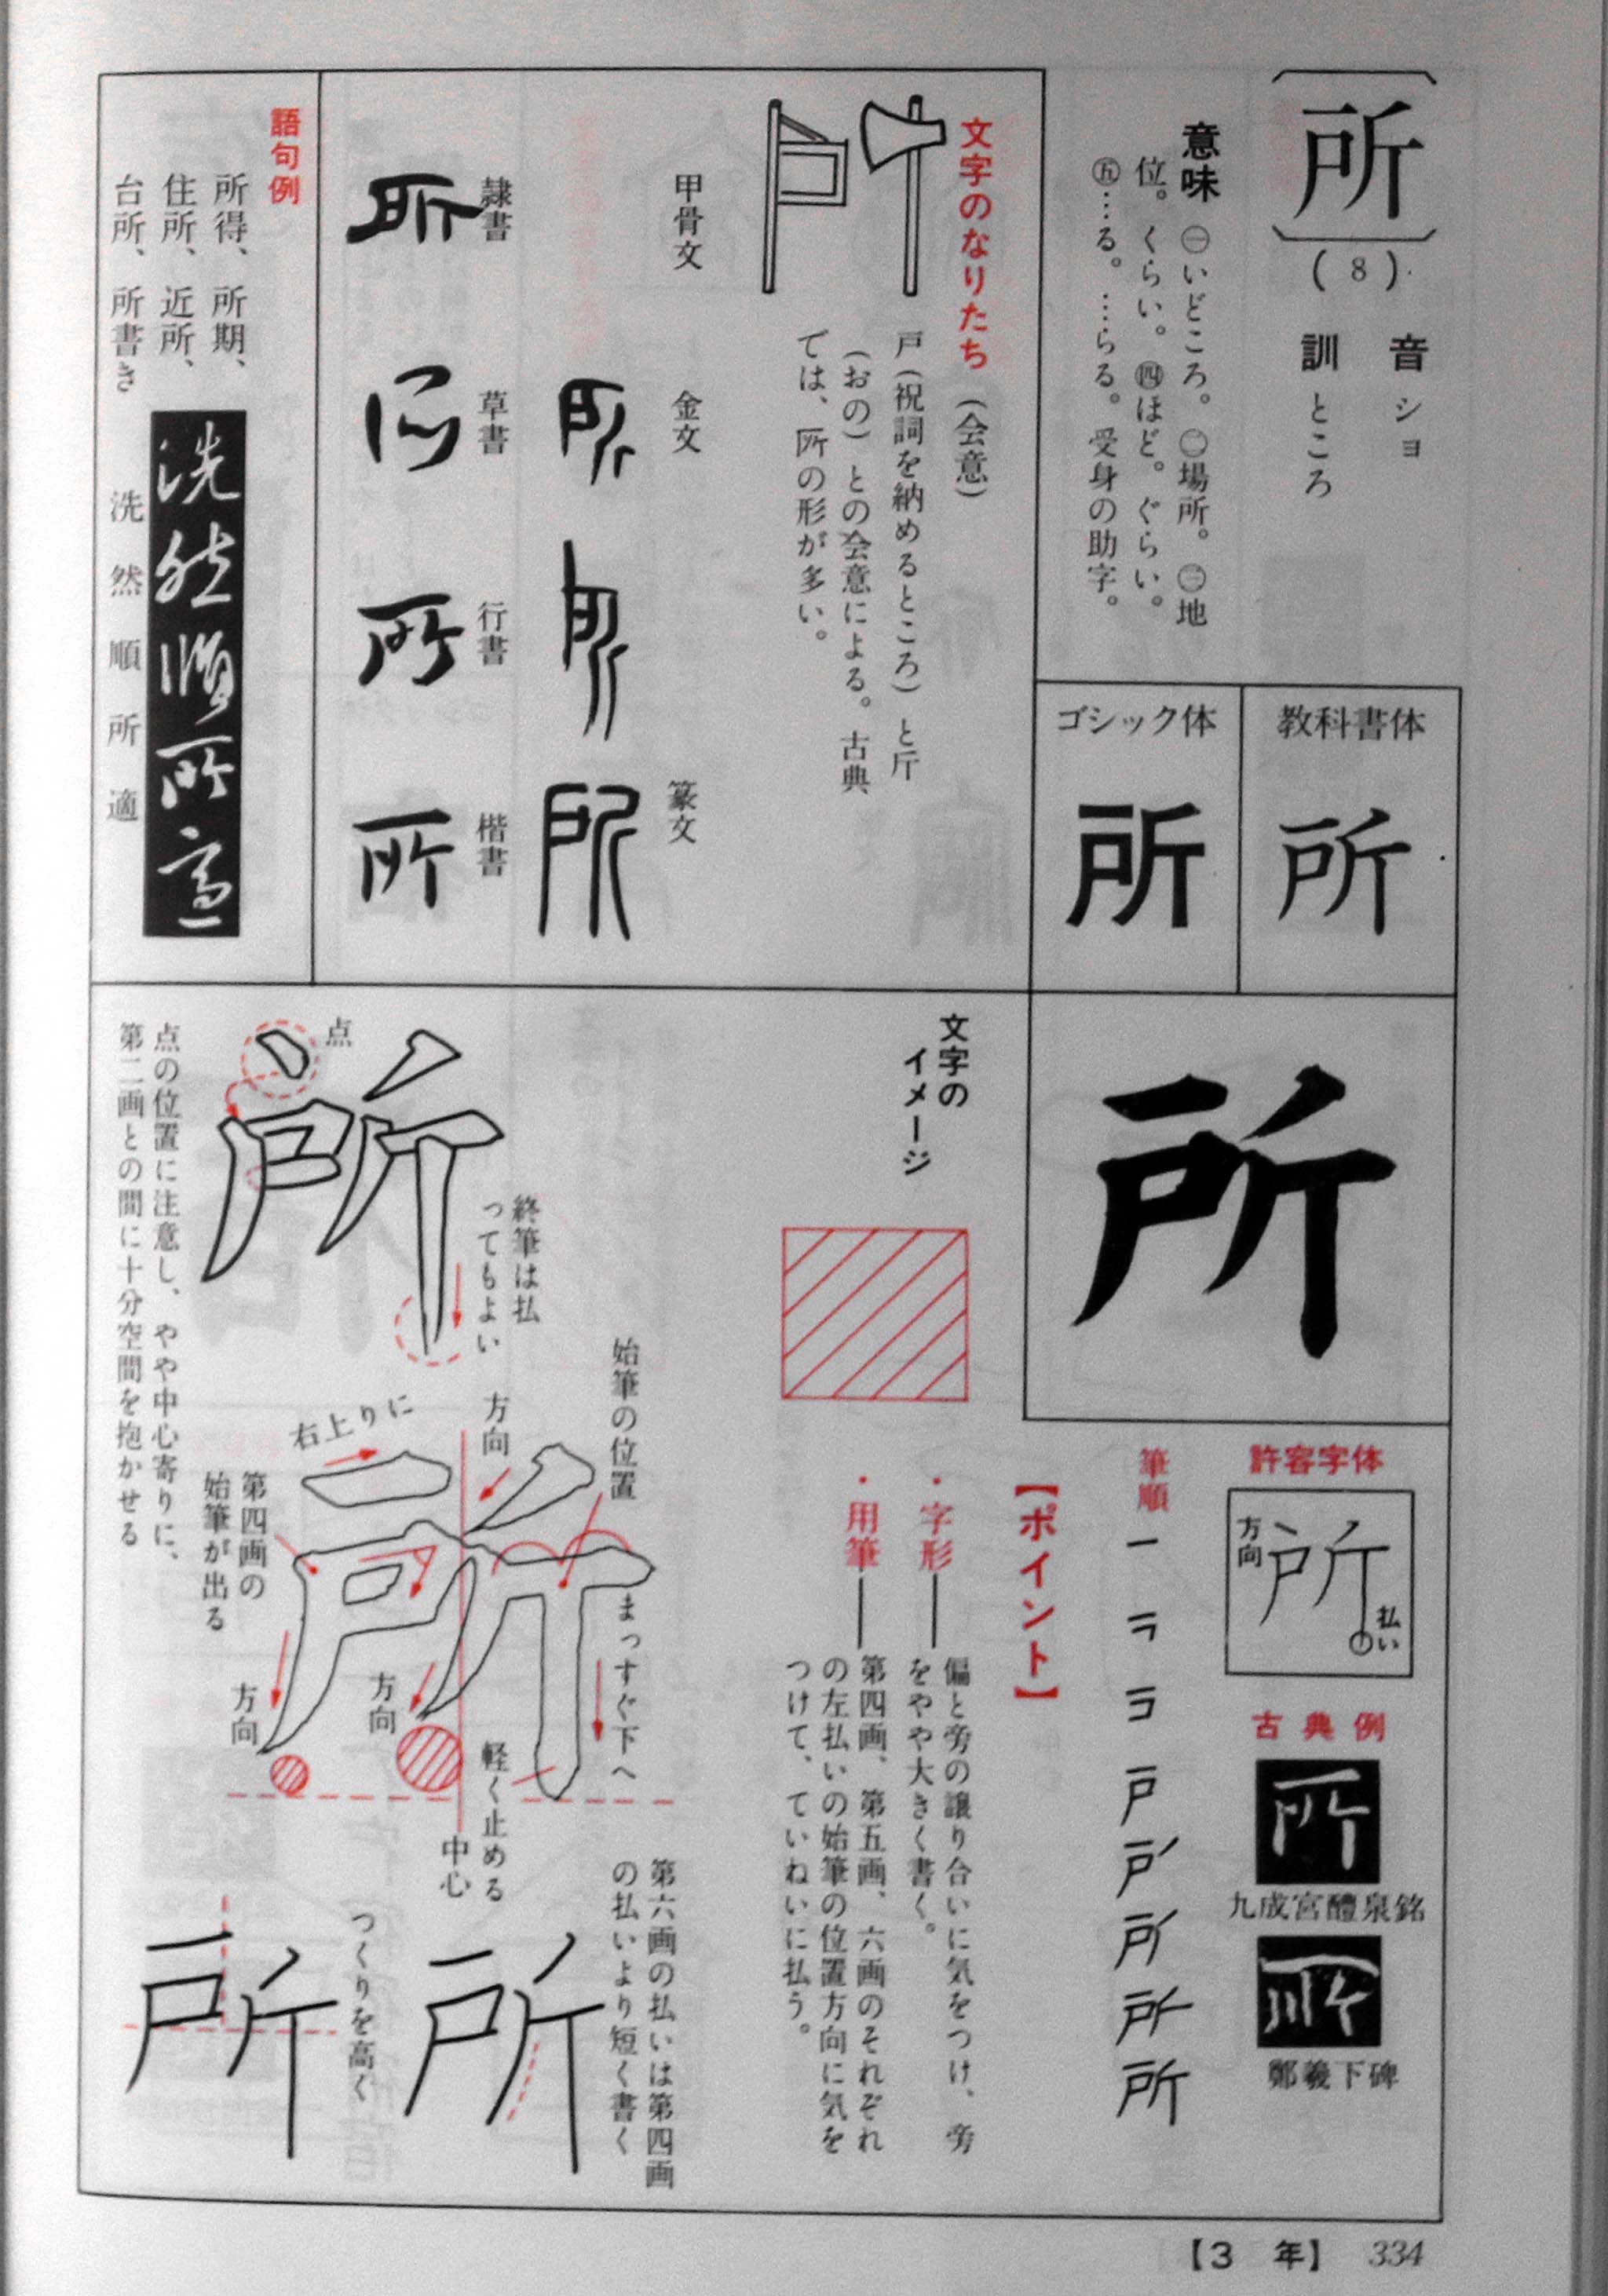 〔所〕(8)
音 ショ
訓 ところ
意味 ㊀いどころ。㊁場所。㊂地
位。くらい。㊃ほど。ぐらい。
㊄…る。…らる。受身の助字。
教科書体
所
ゴシック体
所
文字のなりたち(会意)
戸(祝詞を納めるところ)と斤
(おの)との会意による。古典
では、所の形が多い。
甲骨文
金文
篆文
隷書
草書
行書
楷書
語句例
所得、所期、
住所、近所、
台所、所書き
洗然順所適
洗然順所適
所
許容字体
所
方向
払い
古典例
所
九成宮醴泉銘
所
鄭羲下碑
筆順
【ポイント】
・字形──偏と旁の譲り合いに気をつけ、旁
をやや大きく書く。
・用筆──第四画、第五画、六画のそれぞれ
の左払いの始筆の位置方向に気を
つけて、ていねいに払う。
文字の
イメージ
始筆の位置
まっすぐ下へ
第六画の払いは第四画
の払いより短く書く
終筆は払
ってもよい
方向
軽く止める
中心
右上りに
方向
つくりを高く
点
第四画の
始筆が出る
方向
点の位置に注意し、やや中心寄りに、
第二画との間に十分空間を抱かせる
所
所
所
所
【3 年】 334